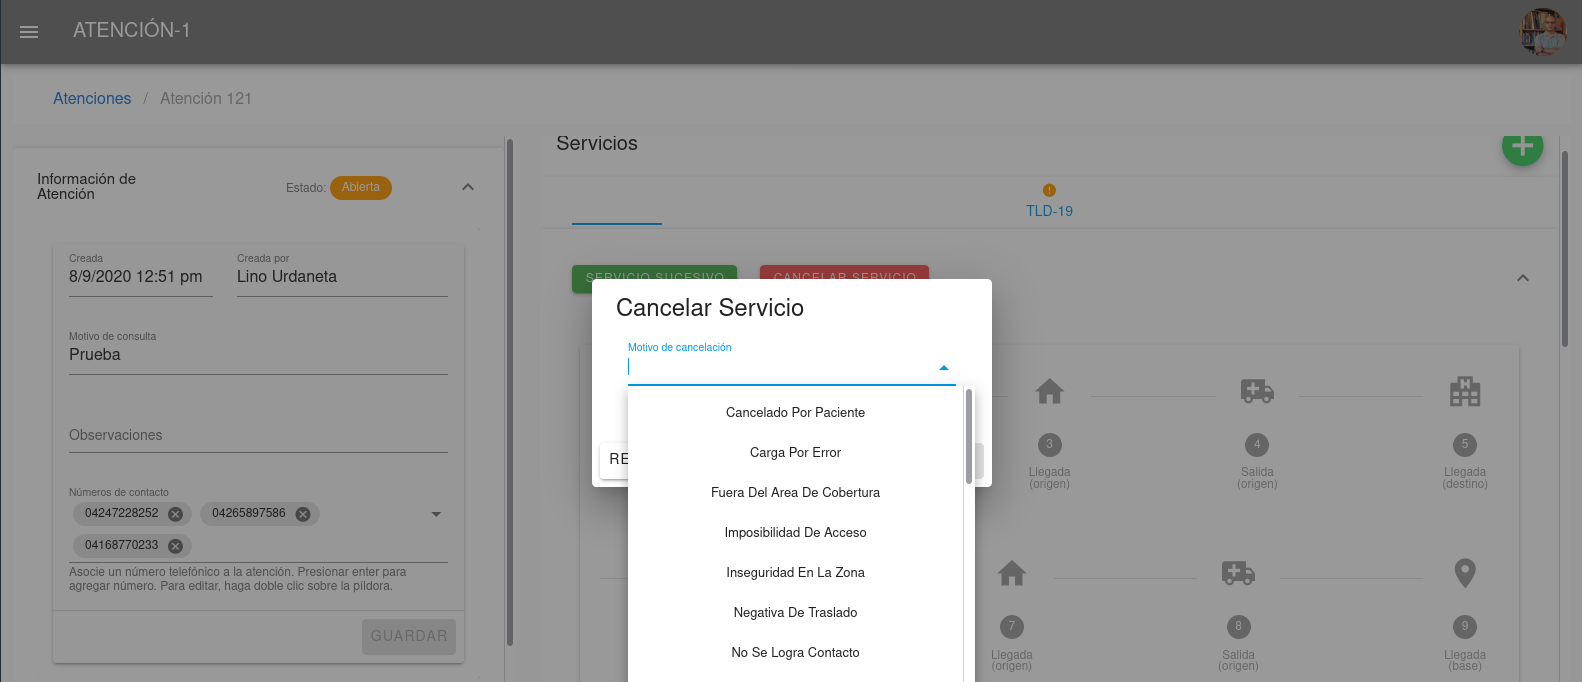 ATENCIÓN-1
Atenciones / Atención 121
Información de
Atención
Estado: Abierta
Creada
8/9/2020 12:51 pm
Creada por
Lino Urdaneta
Motivo de consulta
Prueba
Observaciones
Números de contacto
04247228252
04265897586
04168770233
Asocie un número telefónico a la atención. Presionar enter para
agregar número. Para editar, haga doble clic sobre la píldora.
GUARDAR
Servicios
TLD-19
SERVICIO SUCESIVO
CANCELAR SERVICIO
Cancelar Servicio
Motivo de cancelación
Cancelado Por Paciente
Carga Por Error
Fuera Del Area De Cobertura
Imposibilidad De Acceso
Inseguridad En La Zona
Negativa De Traslado
No Se Logra Contacto
RE
3
Llegada
(origen)
4
Salida
(origen)
5
Llegada
(destino)
7
Llegada
(origen)
8
Salida
(origen)
9
Llegada
(base)